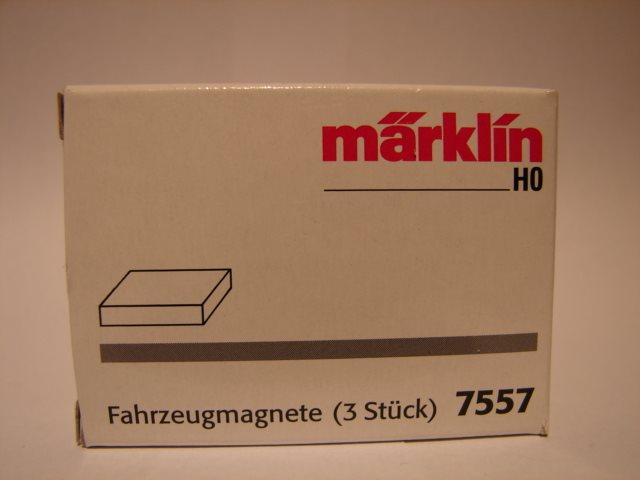 märklin
H0
Fahrzeugmagnete (3 Stück) 7557